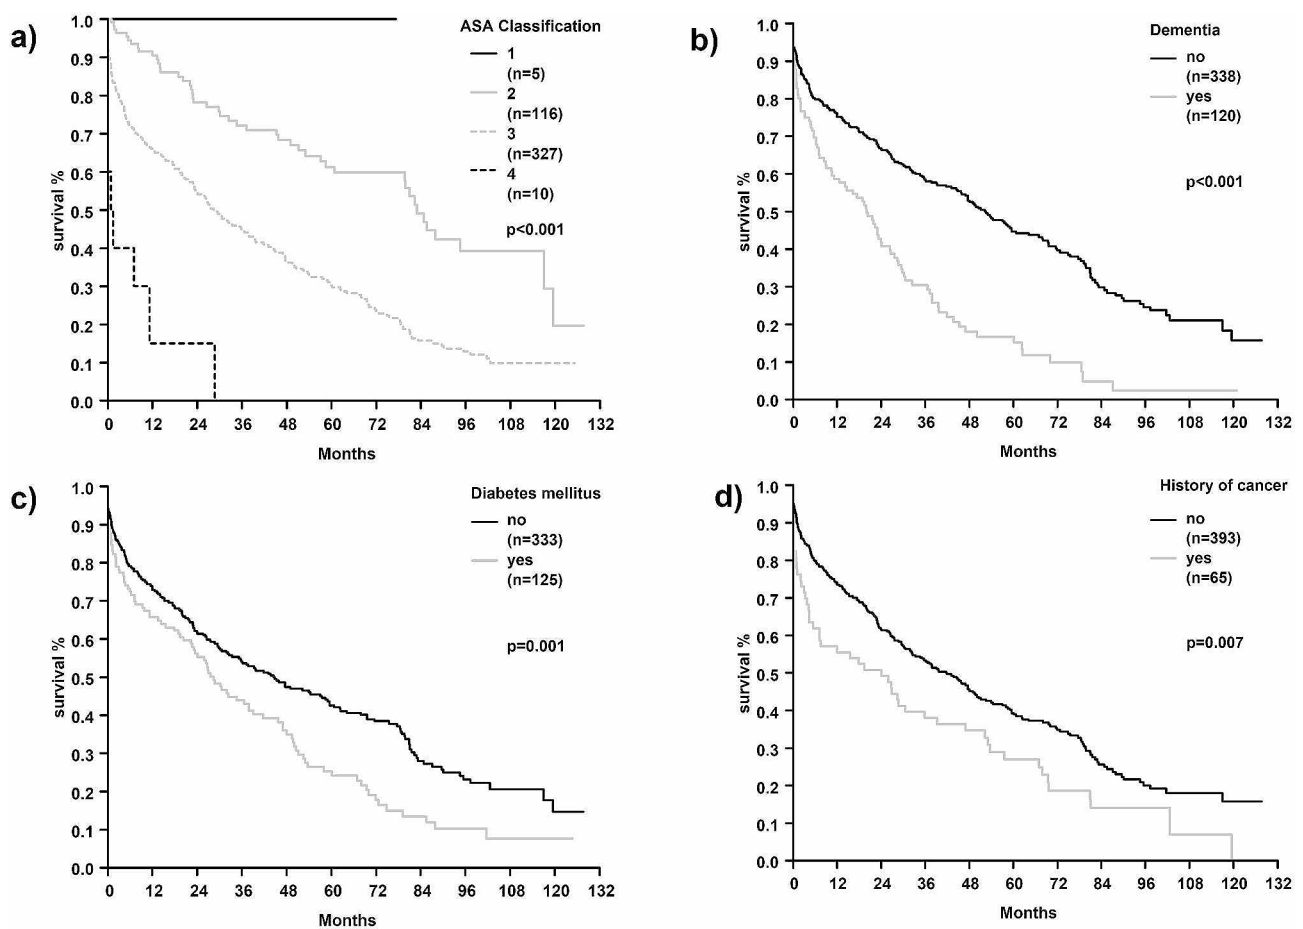 a)
ASA Classification
1
(n=5)
2
(n=116)
3
(n=327)
4
(n=10)
p<0.001
survival %
1.0
0.9
0.8
0.7
0.6
0.5
0.4
0.3
0.2
0.1
0.0
0 12 24 36 48 60 72 84 96 108 120 132
Months
b)
Dementia
no
(n=338)
yes
(n=120)
p<0.001
survival %
1.0
0.9
0.8
0.7
0.6
0.5
0.4
0.3
0.2
0.1
0.0
0 12 24 36 48 60 72 84 96 108 120 132
Months
c)
Diabetes mellitus
no
(n=333)
yes
(n=125)
p=0.001
survival %
1.0
0.9
0.8
0.7
0.6
0.5
0.4
0.3
0.2
0.1
0.0
0 12 24 36 48 60 72 84 96 108 120 132
Months
d)
History of cancer
no
(n=393)
yes
(n=65)
p=0.007
survival %
1.0
0.9
0.8
0.7
0.6
0.5
0.4
0.3
0.2
0.1
0.0
0 12 24 36 48 60 72 84 96 108 120 132
Months